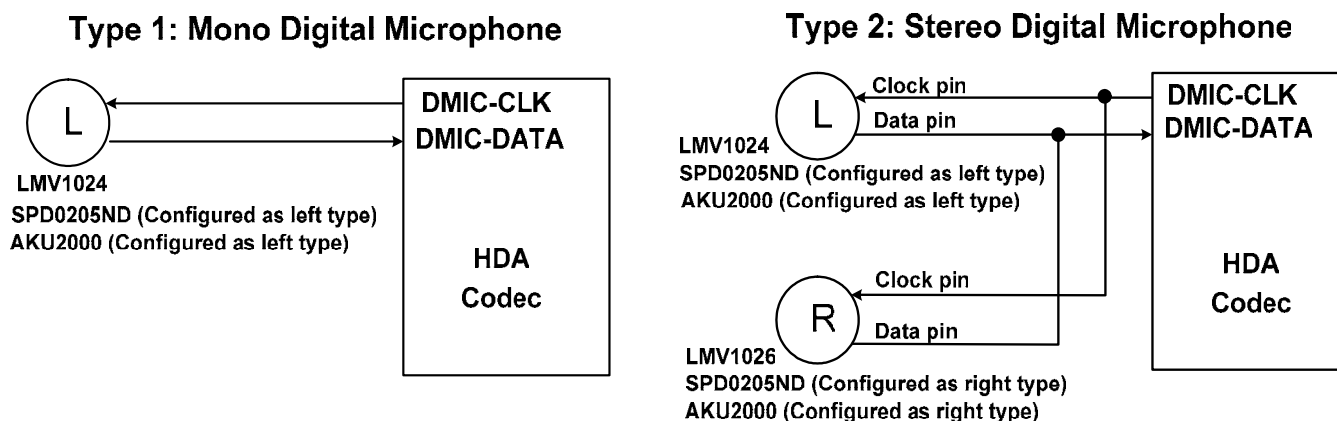 Type 1: Mono Digital Microphone
L
DMIC-CLK
DMIC-DATA
LMV1024
SPD0205ND (Configured as left type)
AKU2000 (Configured as left type)
HDA
Codec
Type 2: Stereo Digital Microphone
L
Clock pin
Data pin
DMIC-CLK
DMIC-DATA
LMV1024
SPD0205ND (Configured as left type)
AKU2000 (Configured as left type)
HDA
Codec
R
Clock pin
Data pin
LMV1026
SPD0205ND (Configured as right type)
AKU2000 (Configured as right type)